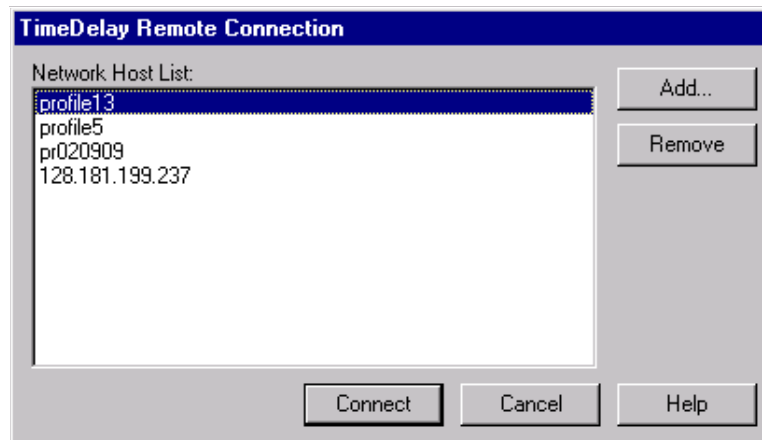 TimeDelay Remote Connection
Network Host List:
profile13
profile5
pr020909
128.181.199.237
Add...
Remove
Connect
Cancel
Help